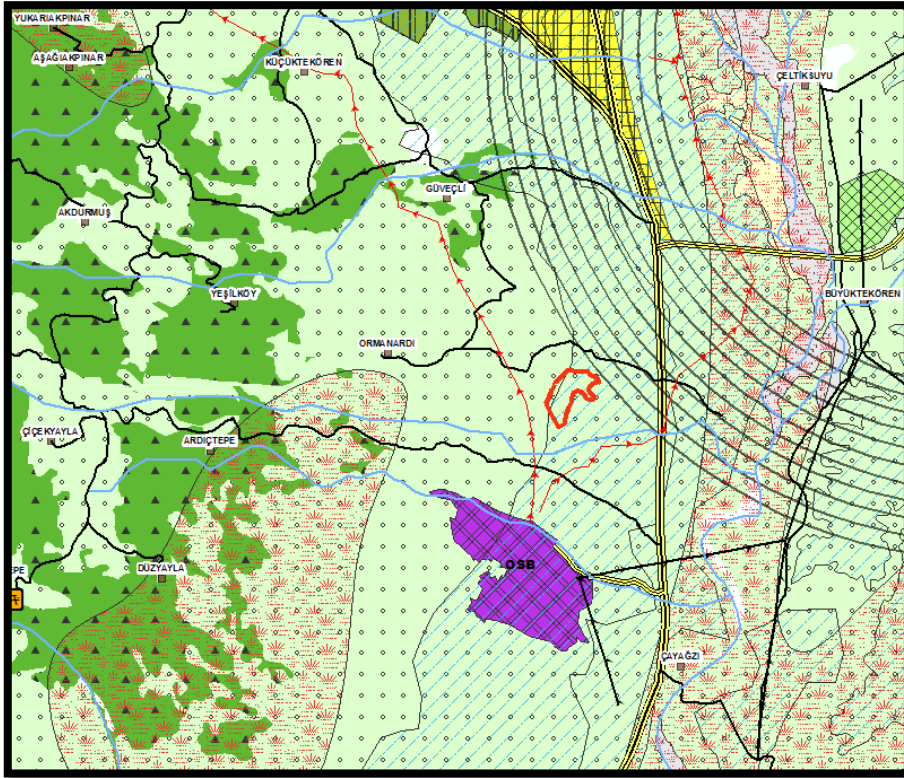 YUKARIAKPINAR
AŞAĞIAKPINAR
KÜÇÜKTEKÖREN
ÇELTİKSUYU
GÜVEÇLİ
AKDURMUŞ
YEŞİLKÖY
BÜYÜKTEKÖREN
ORMANARDI
ÇİÇEKYAYLA
ARDIÇTEPE
OSB
DÜZYAYLA
EPE
ÇAYAĞZI